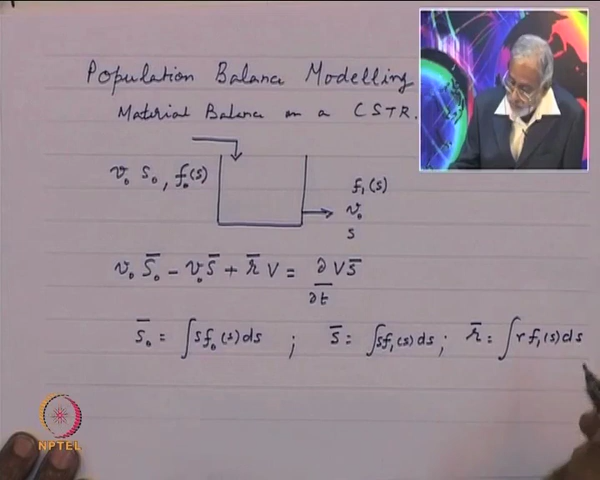 Population Balance Modelling
Material Balance on a CSTR.
v₀ S₀, f₀(s)
f₁(s)
v₀
s
v₀ S̄₀ - v₀ s̄ + r̄ V = ∂/∂t V s̄
s̄₀ = ∫ s f₀(s) ds ; s̄ = ∫ s f₁(s) ds ; r̄ = ∫ r f₁(s) ds
NPTEL